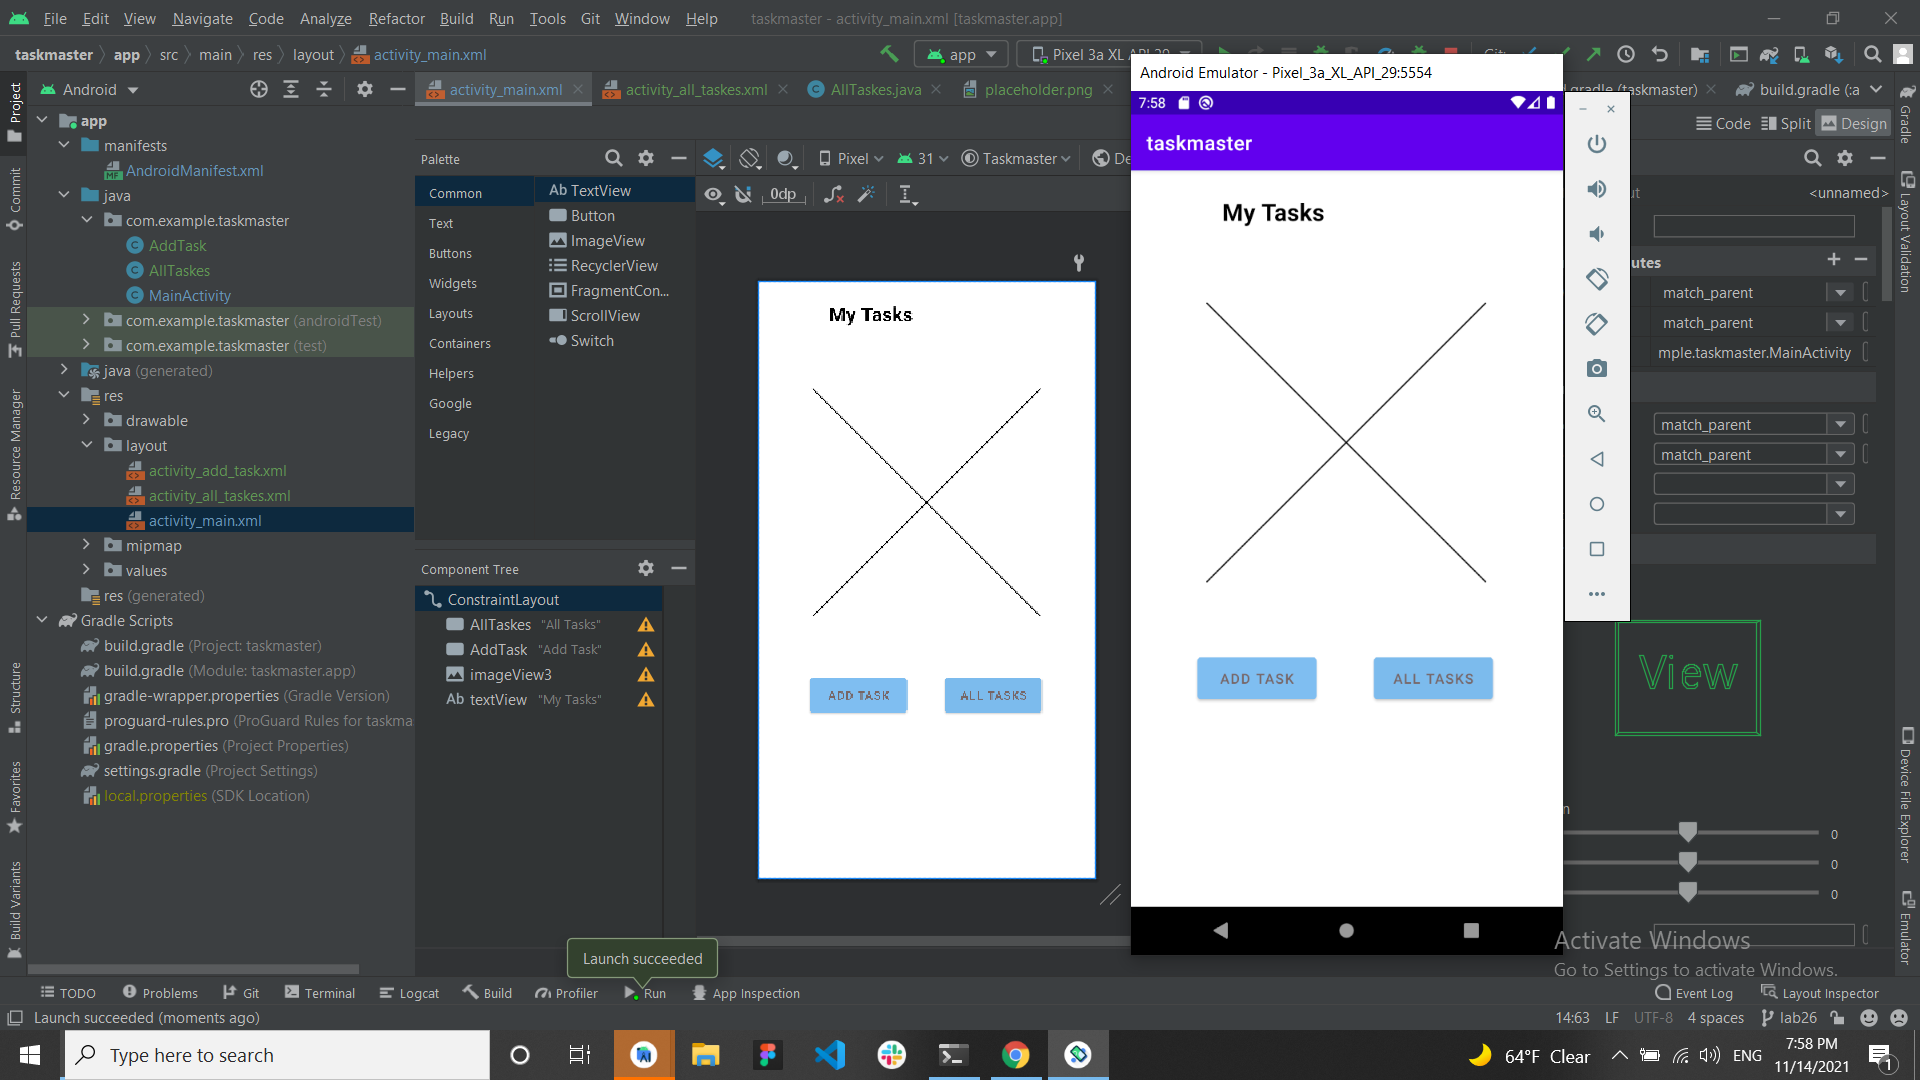 File Edit View Navigate Code Analyze Refactor Build Run Tools Git Window Help taskmaster - activity_main.xml [taskmaster.app]
taskmaster app src main res layout activity_main.xml app Pixel 3a XL API 29 Git:
Android Emulator - Pixel_3a_XL_API_29:5554
Android activity_main.xml activity_all_taskes.xml AllTaskes.java placeholder.png gradle (taskmaster) build.gradle (:a
7:58
Code Split Design
taskmaster
Palette Pixel 31 Taskmaster De
Common
Text
Buttons
Widgets
Layouts
Containers
Helpers
Google
Legacy
Ab TextView
Button
ImageView
RecyclerView
FragmentCon...
ScrollView
Switch
0dp
<unnamed>
app
manifests
AndroidManifest.xml
java
com.example.taskmaster
AddTask
AllTaskes
MainActivity
com.example.taskmaster (androidTest)
com.example.taskmaster (test)
java (generated)
res
drawable
layout
activity_add_task.xml
activity_all_taskes.xml
activity_main.xml
mipmap
values
res (generated)
Gradle Scripts
build.gradle (Project: taskmaster)
build.gradle (Module: taskmaster.app)
gradle-wrapper.properties (Gradle Version)
proguard-rules.pro (ProGuard Rules for taskma
gradle.properties (Project Properties)
settings.gradle (Project Settings)
local.properties (SDK Location)
Component Tree
ConstraintLayout
AllTaskes "All Tasks"
AddTask "Add Task"
imageView3
Ab textView "My Tasks"
My Tasks
ADD TASK ALL TASKS
My Tasks
ADD TASK ALL TASKS
utes
match_parent
match_parent
mple.taskmaster.MainActivity
match_parent
match_parent
View
0
0
0
Project
Commit
Pull Requests
Resource Manager
Structure
Favorites
Build Variants
Gradle
Layout Validation
Device File Explorer
Emulator
Activate Windows
Go to Settings to activate Windows.
Launch succeeded
TODO Problems Git Terminal Logcat Build Profiler Run App Inspection Event Log Layout Inspector
Launch succeeded (moments ago) 14:63 LF UTF-8 4 spaces lab26
Type here to search
64°F Clear ENG
7:58 PM
11/14/2021
1